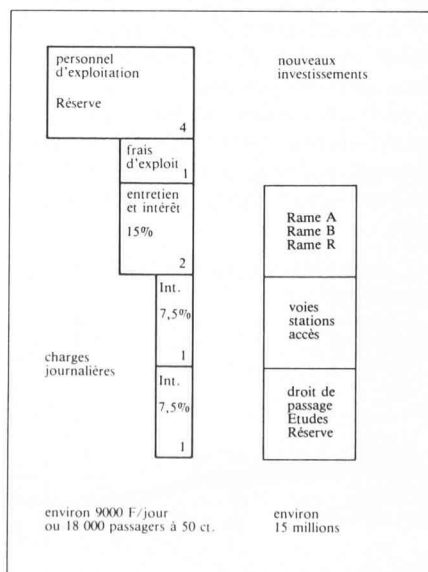 personnel
d'exploitation
Réserve
4
frais
d'exploit
1
entretien
et intérêt
15%
2
Int.
7,5%
1
Int.
7,5%
1
charges
journalières
environ 9000 F/jour
ou 18 000 passagers à 50 ct.
nouveaux
investissements
Rame A
Rame B
Rame R
voies
stations
accès
droit de
passage
Etudes
Réserve
environ
15 millions